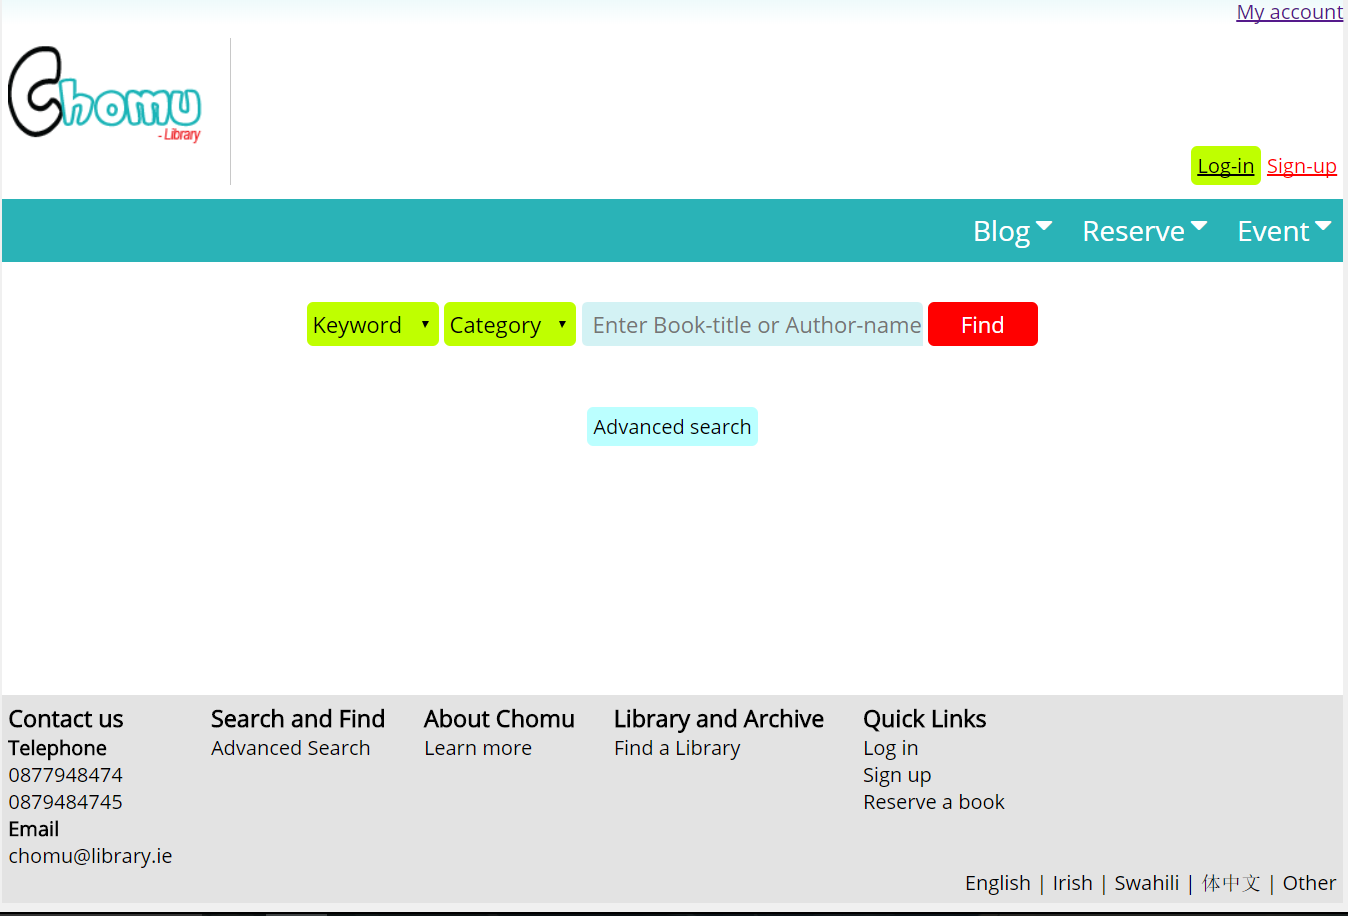 My account
Chomu
- Library
Log-in Sign-up
Blog Reserve Event
Keyword Category Enter Book-title or Author-name Find
Advanced search
Contact us Search and Find About Chomu Library and Archive Quick Links
Telephone Advanced Search Learn more Find a Library Log in
0877948474 Sign up
0879484745 Reserve a book
Email
chomu@library.ie
English | Irish | Swahili | 体中文 | Other